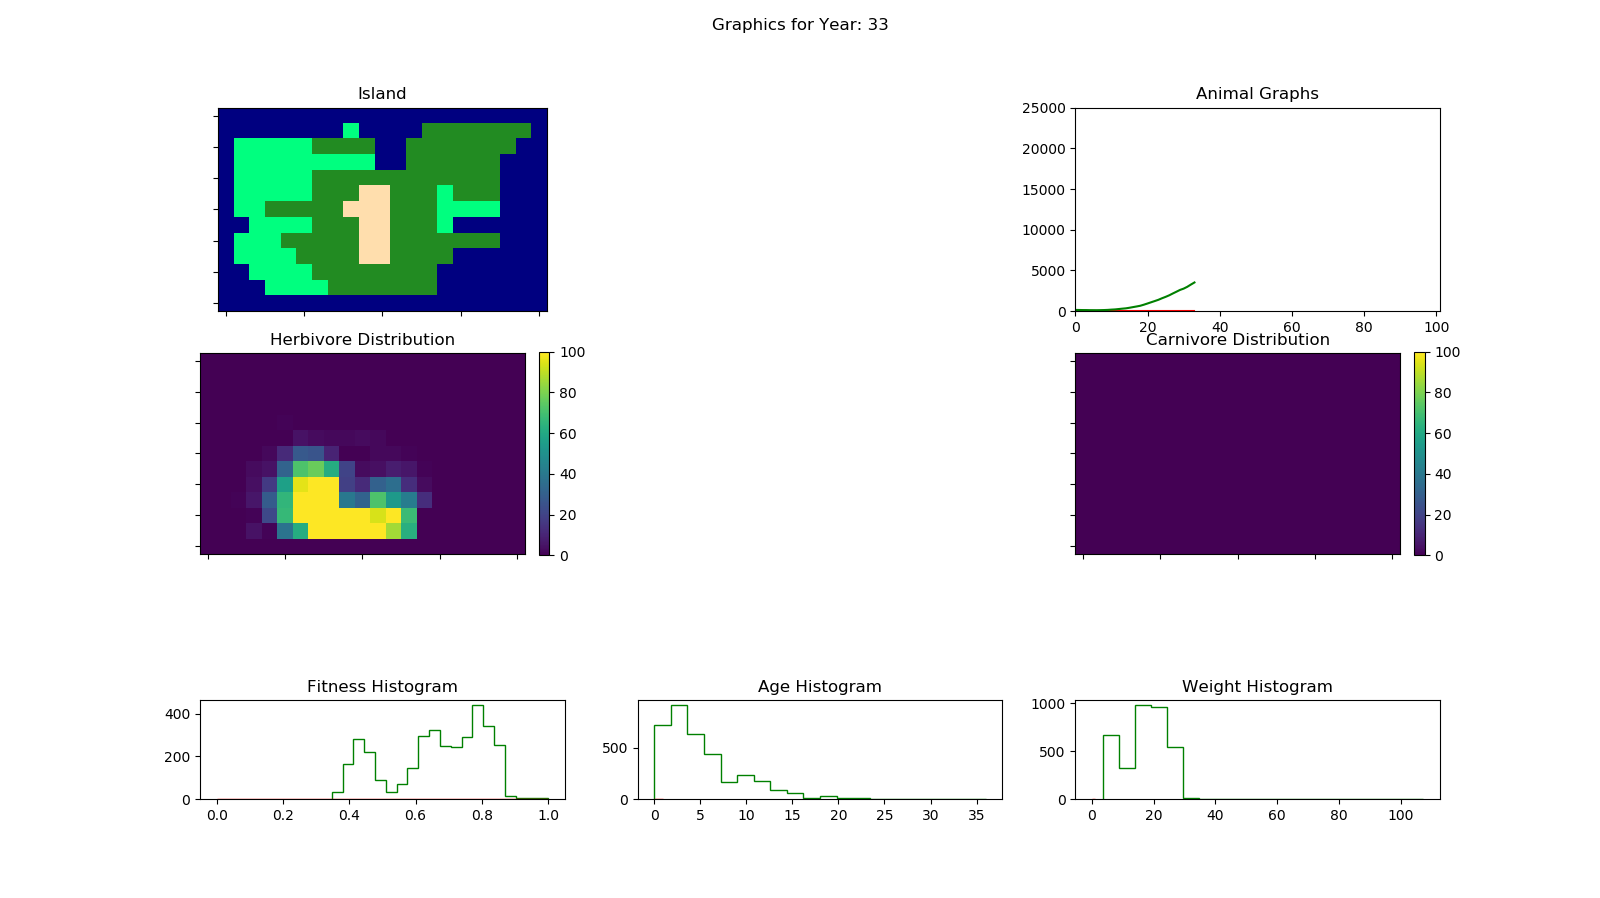 Graphics for Year: 33
Island
Animal Graphs
25000
20000
15000
10000
5000
0
0 20 40 60 80 100
Herbivore Distribution
100
80
60
40
20
0
Carnivore Distribution
100
80
60
40
20
0
Fitness Histogram
400
200
0
0.0 0.2 0.4 0.6 0.8 1.0
Age Histogram
500
0
0 5 10 15 20 25 30 35
Weight Histogram
1000
500
0
0 20 40 60 80 100